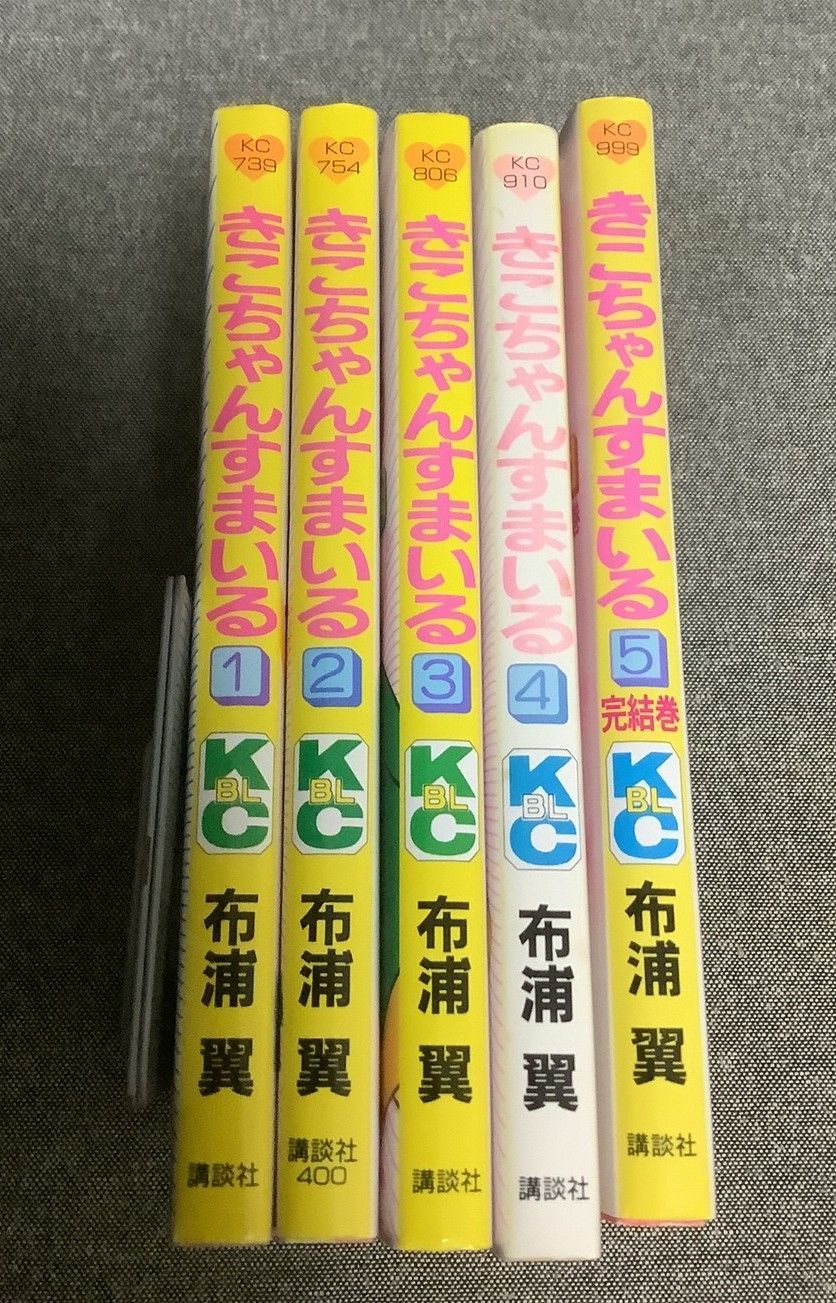 KC
739
きこちゃんすまいる
1
KC
BL
布浦 翼
講談社
KC
754
きこちゃんすまいる
2
KC
BL
布浦 翼
講談社
400
KC
806
きこちゃんすまいる
3
KC
BL
布浦 翼
講談社
KC
910
きこちゃんすまいる
4
KC
BL
布浦 翼
講談社
KC
999
きこちゃんすまいる
5
完結巻
KC
BL
布浦 翼
講談社